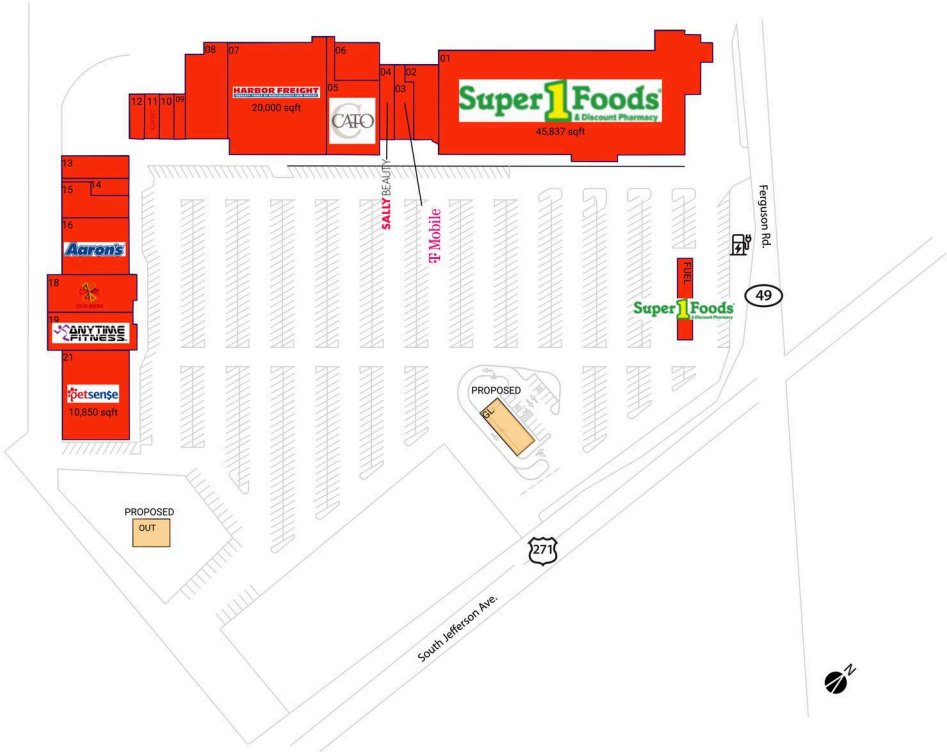 08
07
06
04
02
01
HARBOR FREIGHT
20,000 sqft
05
03
CATO
Super 1 Foods
& Discount Pharmacy
45,837 sqft
12
11
10
09
13
14
15
16
Aaron's
SALLY BEAUTY
T Mobile
Ferguson Rd.
18
FUEL
Super 1 Foods
& Discount Pharmacy
49
19
ANYTIME
FITNESS
21
petsense
10,850 sqft
PROPOSED
GL
PROPOSED
OUT
271
South Jefferson Ave.
N